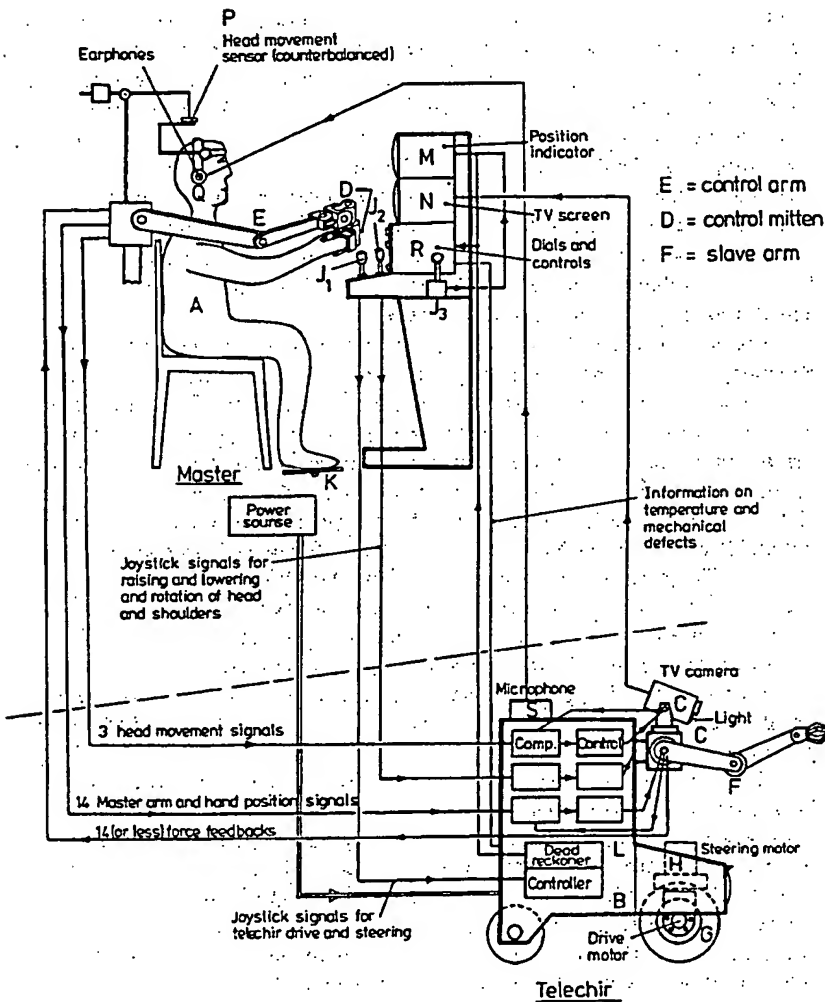 P
Head movement
sensor (counterbalanced)
Earphones
Q
D
J2
E
J1
A
M
N
R
J3
Position
indicator
TV screen
Dials and
controls
E = control arm
D = control mitten
F = slave arm
Master
K
Power
sourse
Information on
temperature and
mechanical
defects
Joystick signals for
raising and lowering
and rotation of head
and shoulders
TV camera
Microphone
S
C
Light
C
3 head movement signals
Comp.
Control
F
14 Master arm and hand position signals
14 (or less) force feedbacks
Dead
reckoner
L
Steering motor
H
Controller
B
G
Joystick signals for
telechir drive and steering
Drive
motor
Telechir